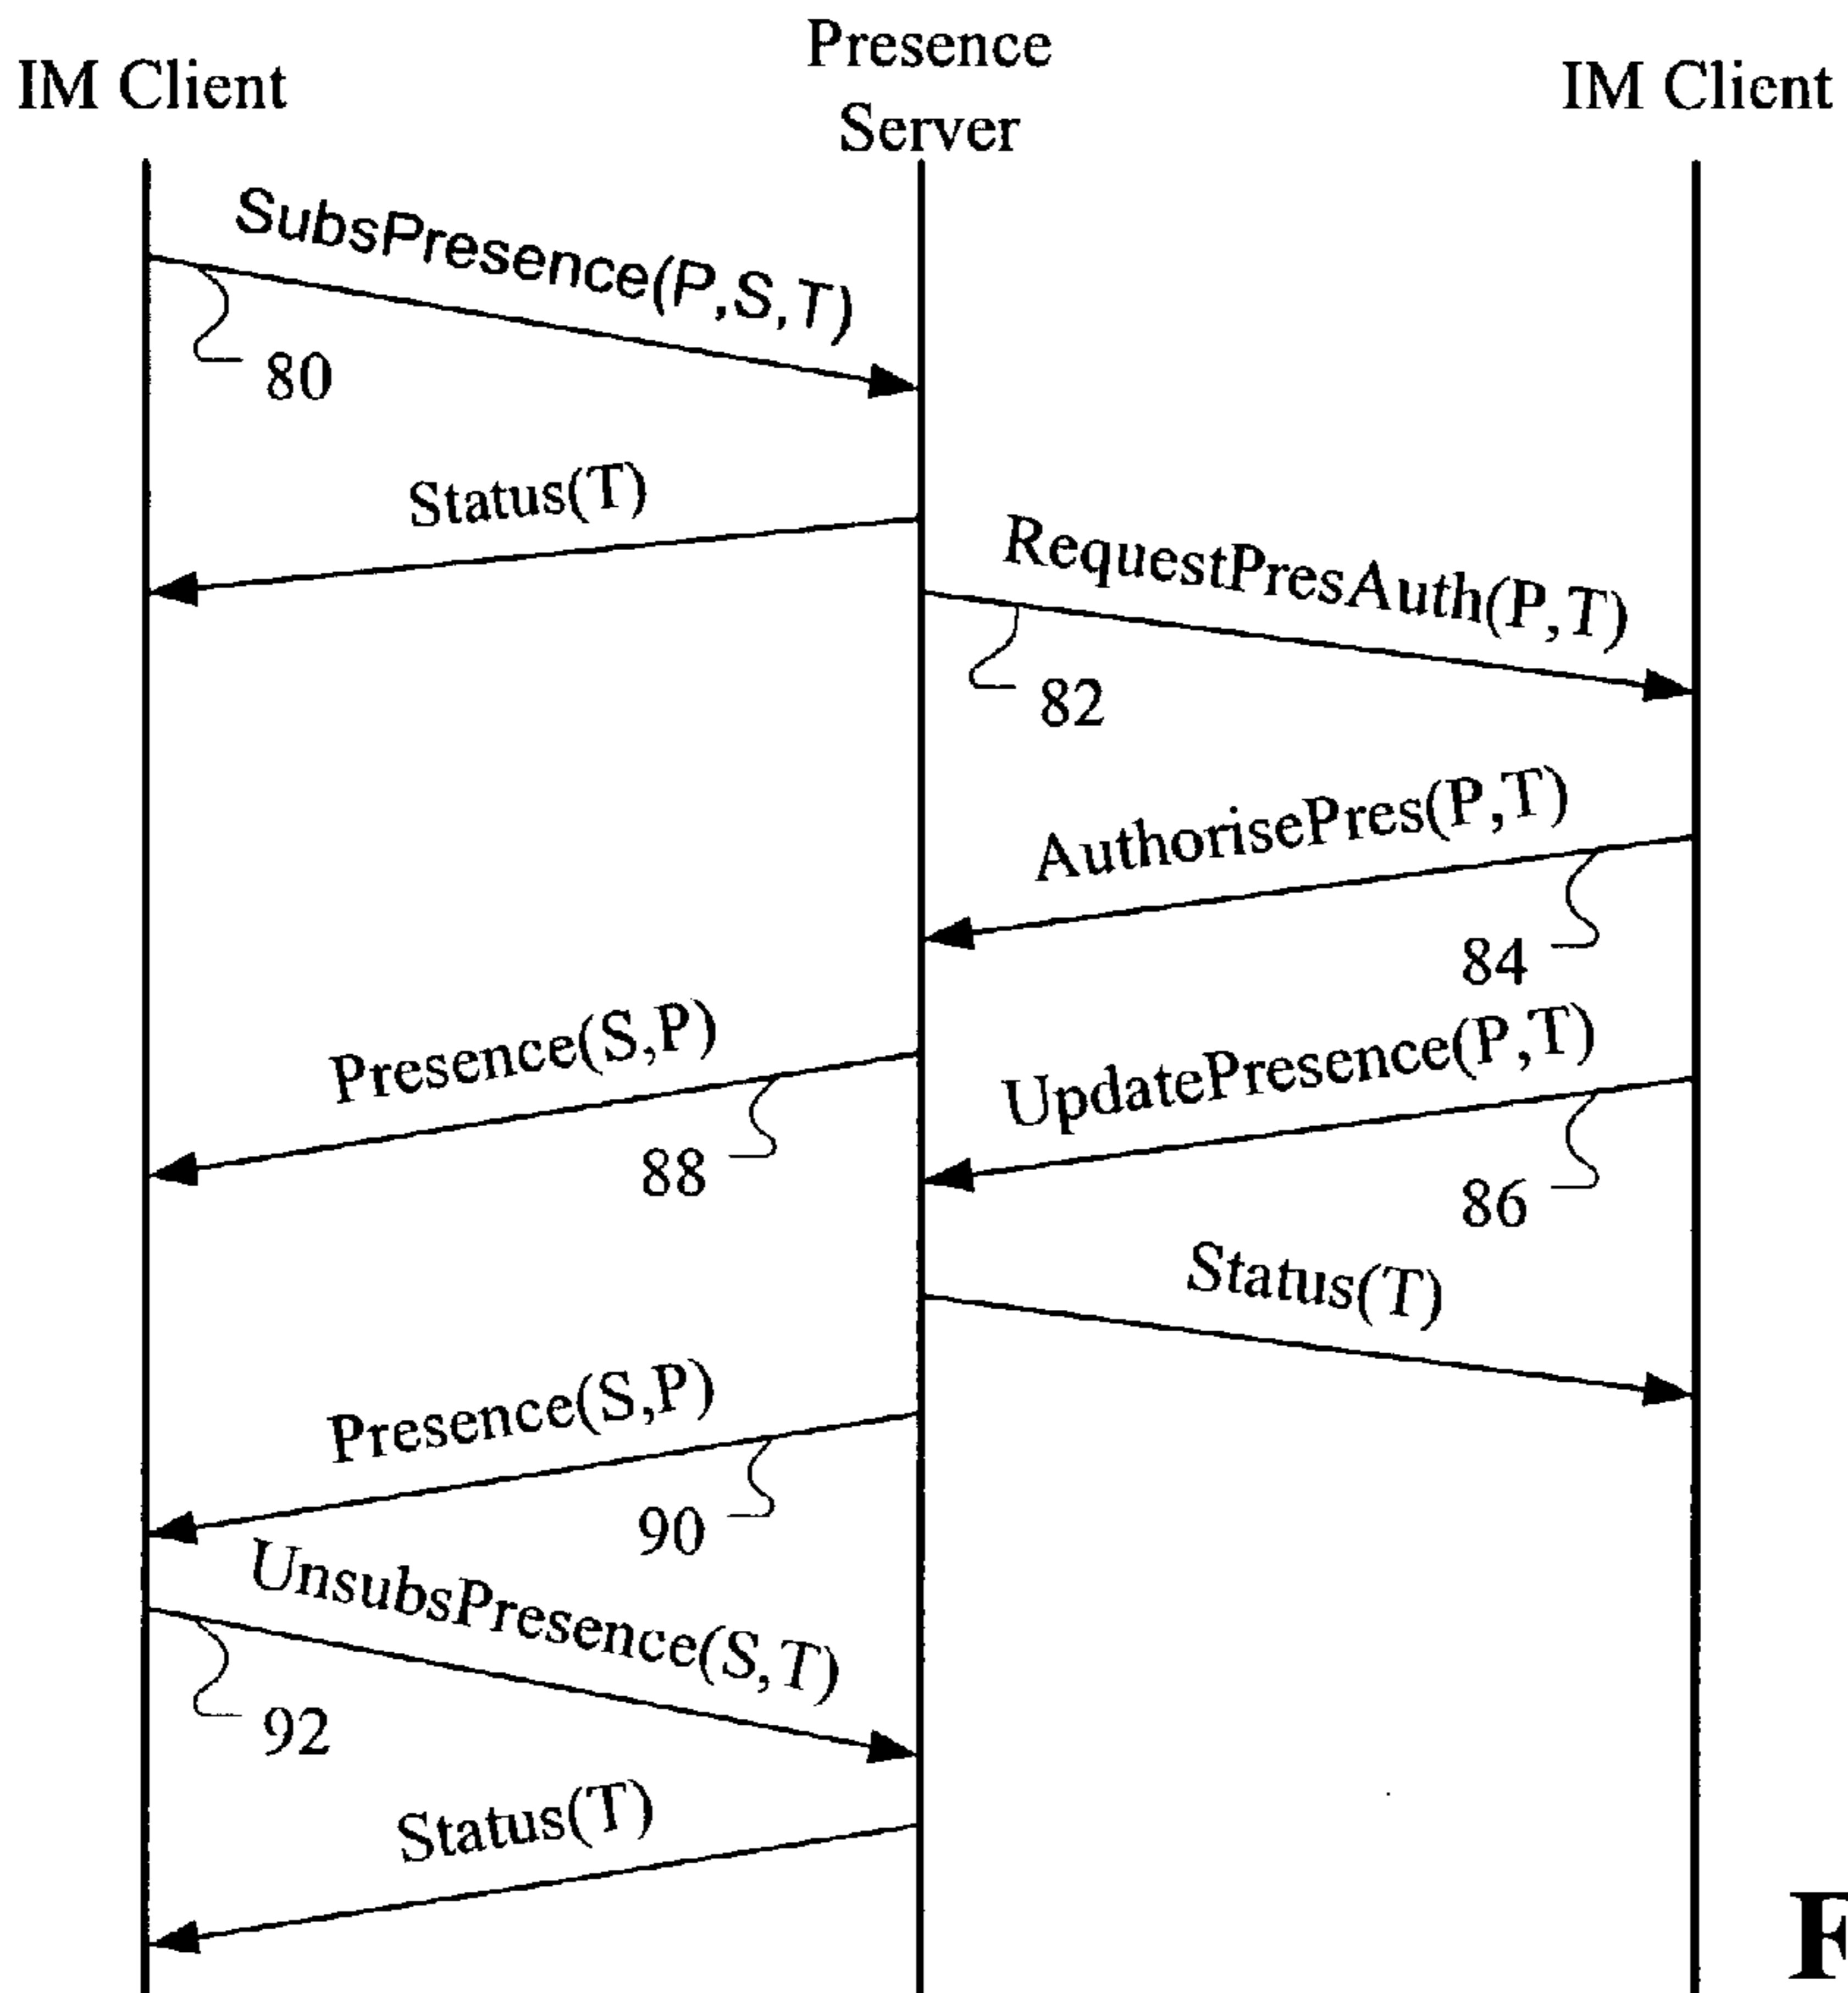 IM Client
Presence
Server
IM Client
SubsPresence(P,S,T)
80
Status(T)
RequestPresAuth(P,T)
82
AuthorisePres(P,T)
84
Presence(S,P)
88
UpdatePresence(P,T)
86
Status(T)
Presence(S,P)
90
UnsubsPresence(S,T)
92
Status(T)
F